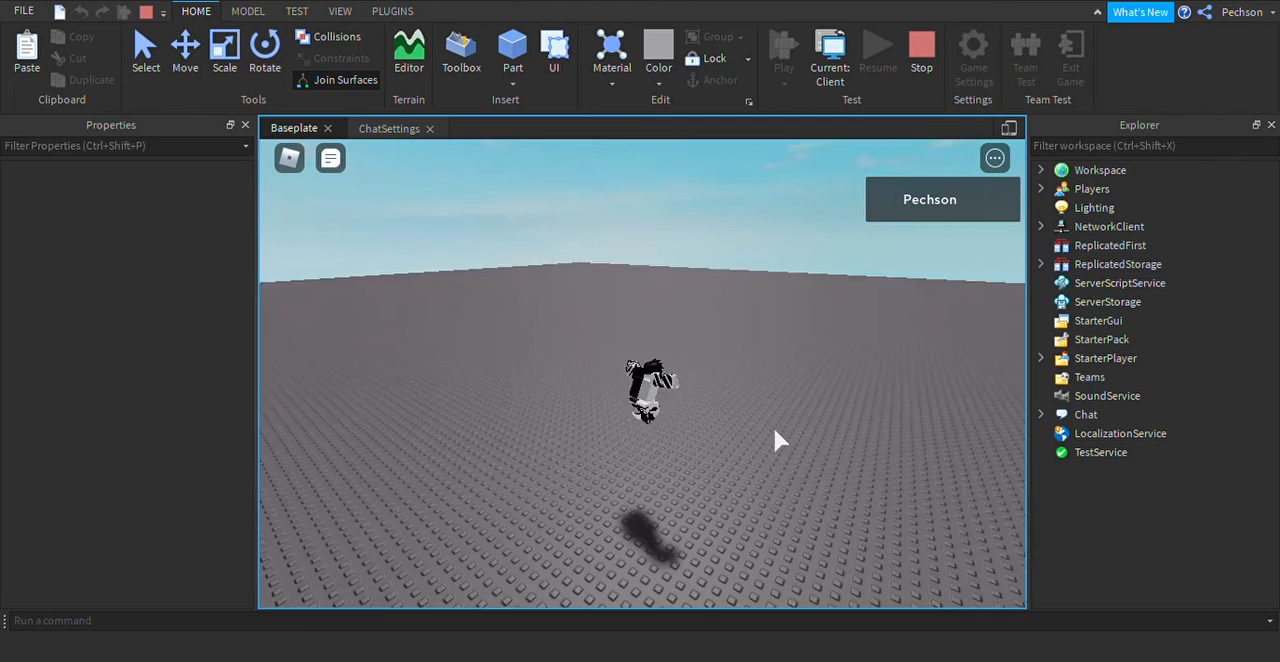 FILE HOME MODEL TEST VIEW PLUGINS What's New Pechson
Paste Copy Cut Duplicate Clipboard
Select Move Scale Rotate Collisions Constraints Join Surfaces Tools
Editor Terrain
Toolbox Part UI Insert
Material Color Group Lock Anchor Edit
Play Current: Client Resume Stop Test
Game Settings Settings
Team Test Exit Game Team Test
Properties
Filter Properties (Ctrl+Shift+P)
Baseplate ChatSettings
Pechson
Explorer
Filter workspace (Ctrl+Shift+X)
Workspace
Players
Lighting
NetworkClient
ReplicatedFirst
ReplicatedStorage
ServerScriptService
ServerStorage
StarterGui
StarterPack
StarterPlayer
Teams
SoundService
Chat
LocalizationService
TestService
Run a command